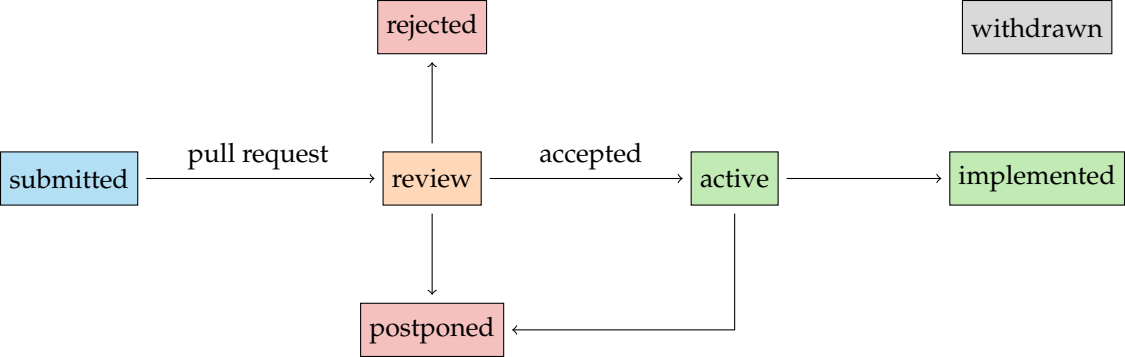 rejected
withdrawn
submitted
pull request
review
accepted
active
implemented
postponed